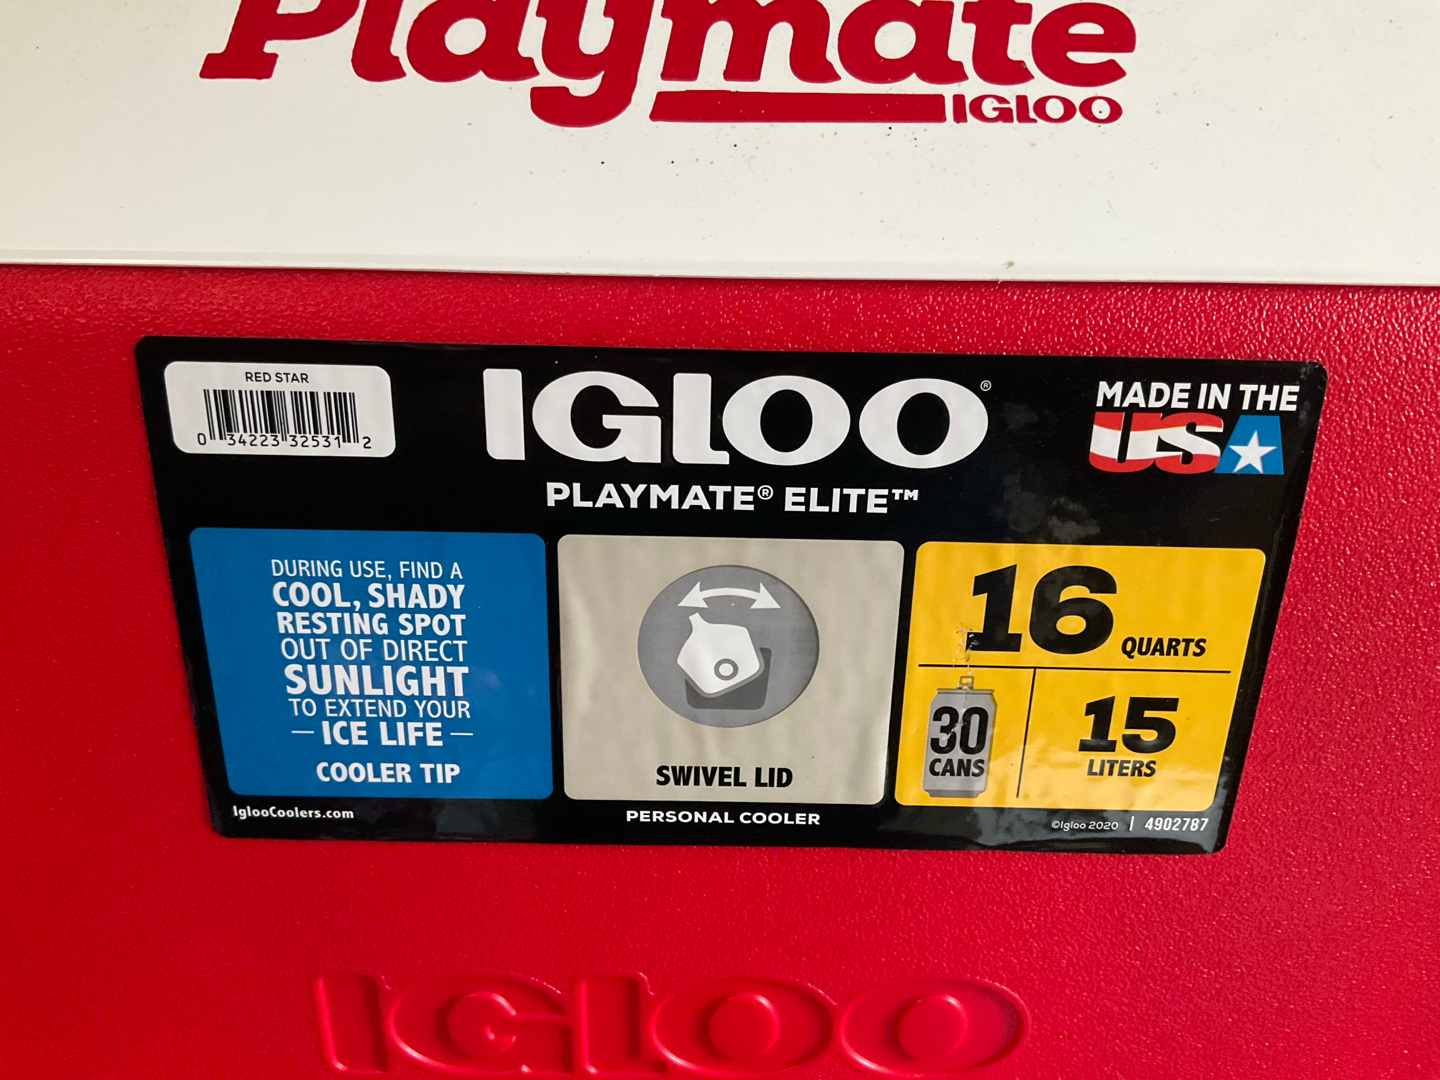 Playmate
IGLOO
RED STAR
0 34223 32531 2
IGLOO®
PLAYMATE® ELITE™
MADE IN THE
USA
DURING USE, FIND A
COOL, SHADY
RESTING SPOT
OUT OF DIRECT
SUNLIGHT
TO EXTEND YOUR
– ICE LIFE –
COOLER TIP
SWIVEL LID
16 QUARTS
30
CANS
15
LITERS
IglooCoolers.com
PERSONAL COOLER
©Igloo 2020 | 4902787
IGLOO